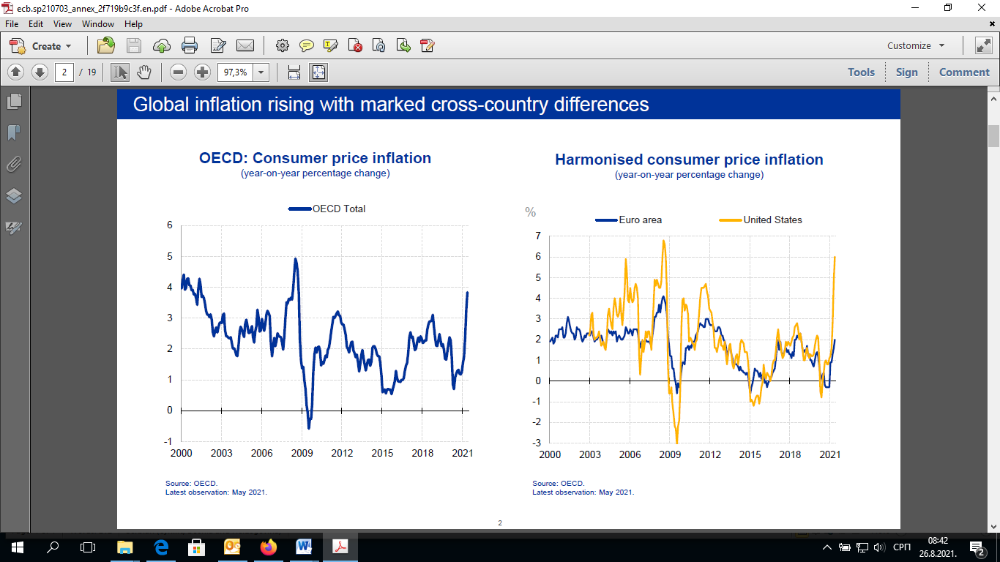 ecb.sp210703_annex_2f719b9c3f.en.pdf - Adobe Acrobat Pro
File Edit View Window Help
Create
Customize
2 / 19
97,3%
Tools Sign Comment
Global inflation rising with marked cross-country differences
OECD: Consumer price inflation
(year-on-year percentage change)
OECD Total
6
5
4
3
2
1
0
-1
2000 2003 2006 2009 2012 2015 2018 2021
Source: OECD.
Latest observation: May 2021.
Harmonised consumer price inflation
(year-on-year percentage change)
%
Euro area United States
7
6
5
4
3
2
1
0
-1
-2
-3
2000 2003 2006 2009 2012 2015 2018 2021
Source: OECD.
Latest observation: May 2021.
2
СРП
08:42
26.8.2021.
2